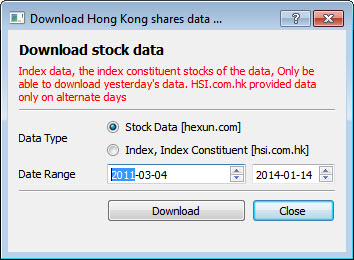 Download Hong Kong shares data ...
Download stock data
Index data, the index constituent stocks of the data, Only be
able to download yesterday's data. HSI.com.hk provided data
only on alternate days
Data Type
Stock Data [hexun.com]
Index, Index Constituent [hsi.com.hk]
Date Range 2011-03-04 2014-01-14
Download Close